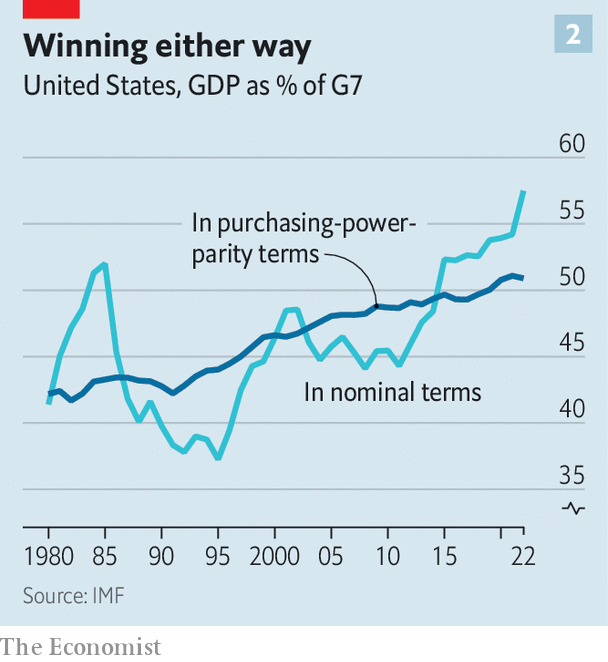 Winning either way
2
United States, GDP as % of G7
60
55
In purchasing-power-
parity terms
50
45
In nominal terms
40
35
1980 85 90 95 2000 05 10 15 22
Source: IMF
The Economist